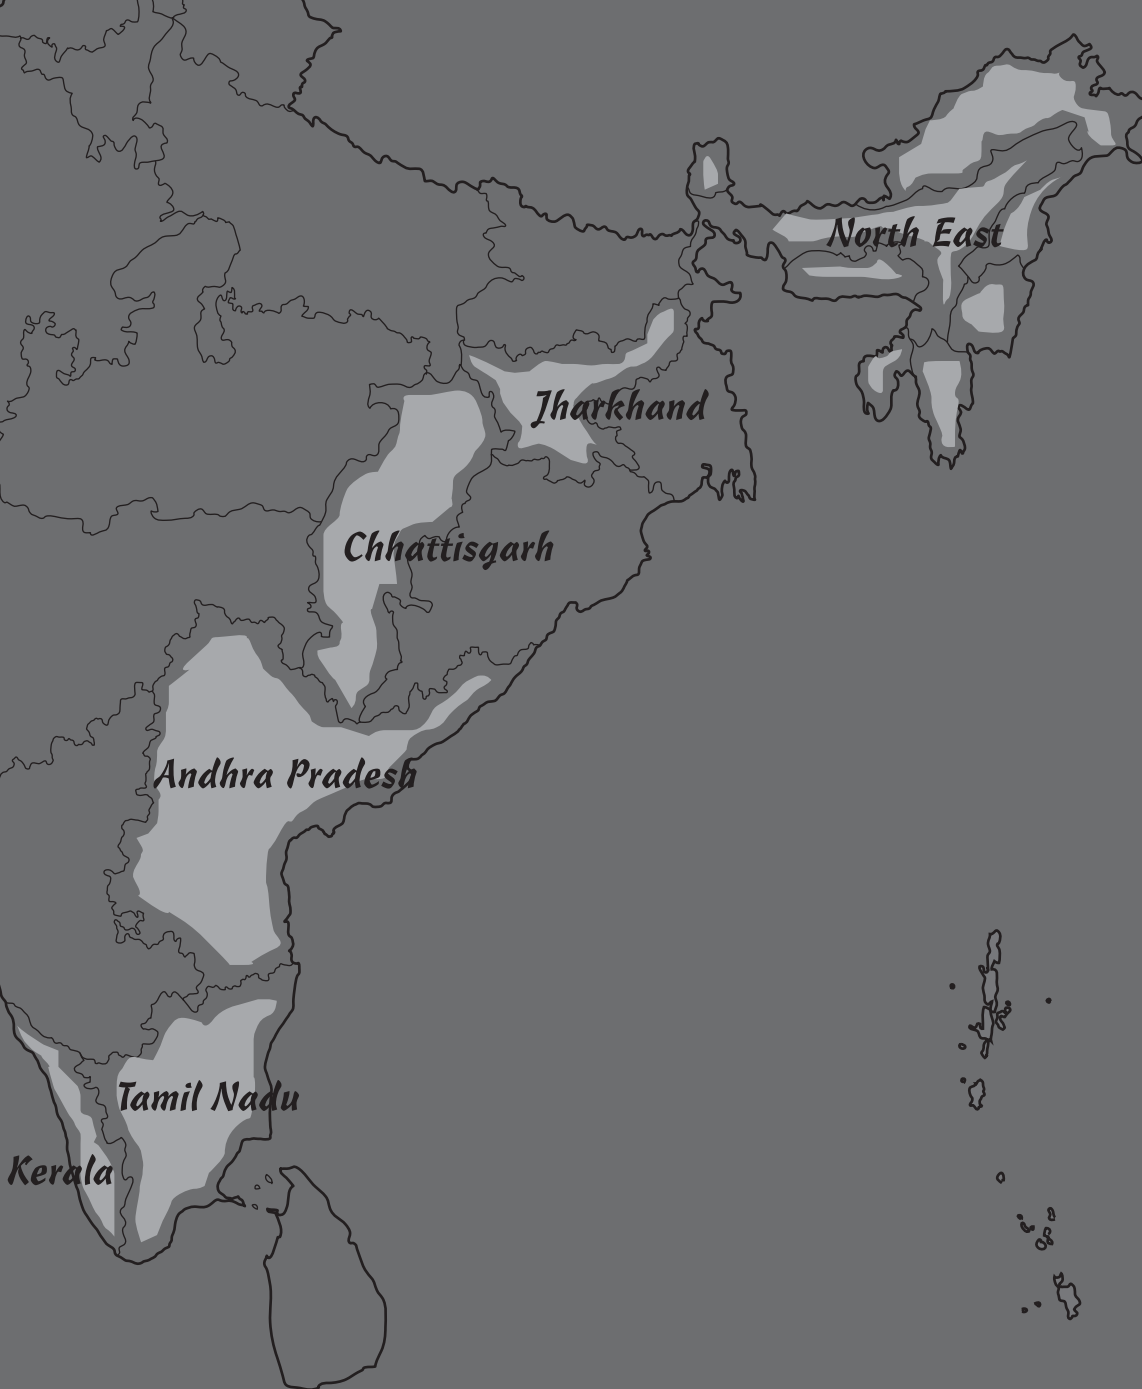 North East
Jharkhand
Chhattisgarh
Andhra Pradesh
Tamil Nadu
Kerala